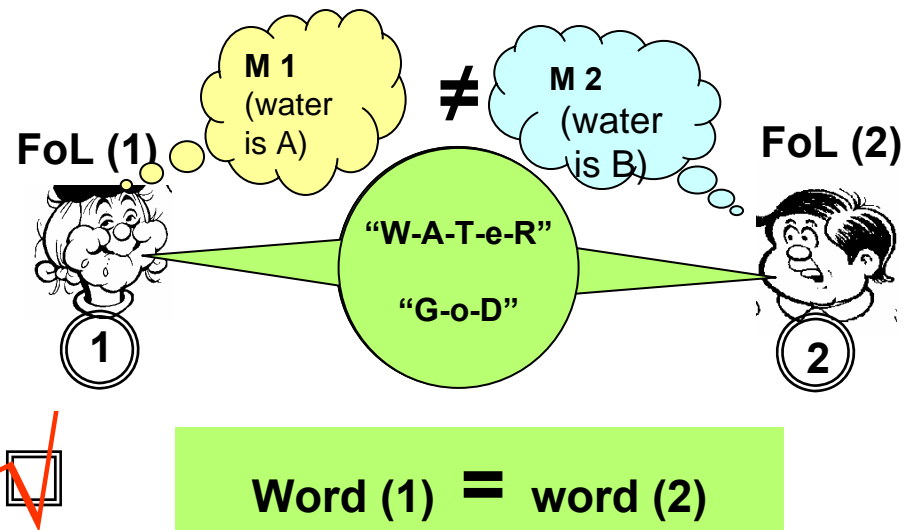 M 1
(water
is A)
≠
M 2
(water
is B)
FoL (1)
FoL (2)
“W-A-T-e-R”
“G-o-D”
1
2
Word (1) = word (2)